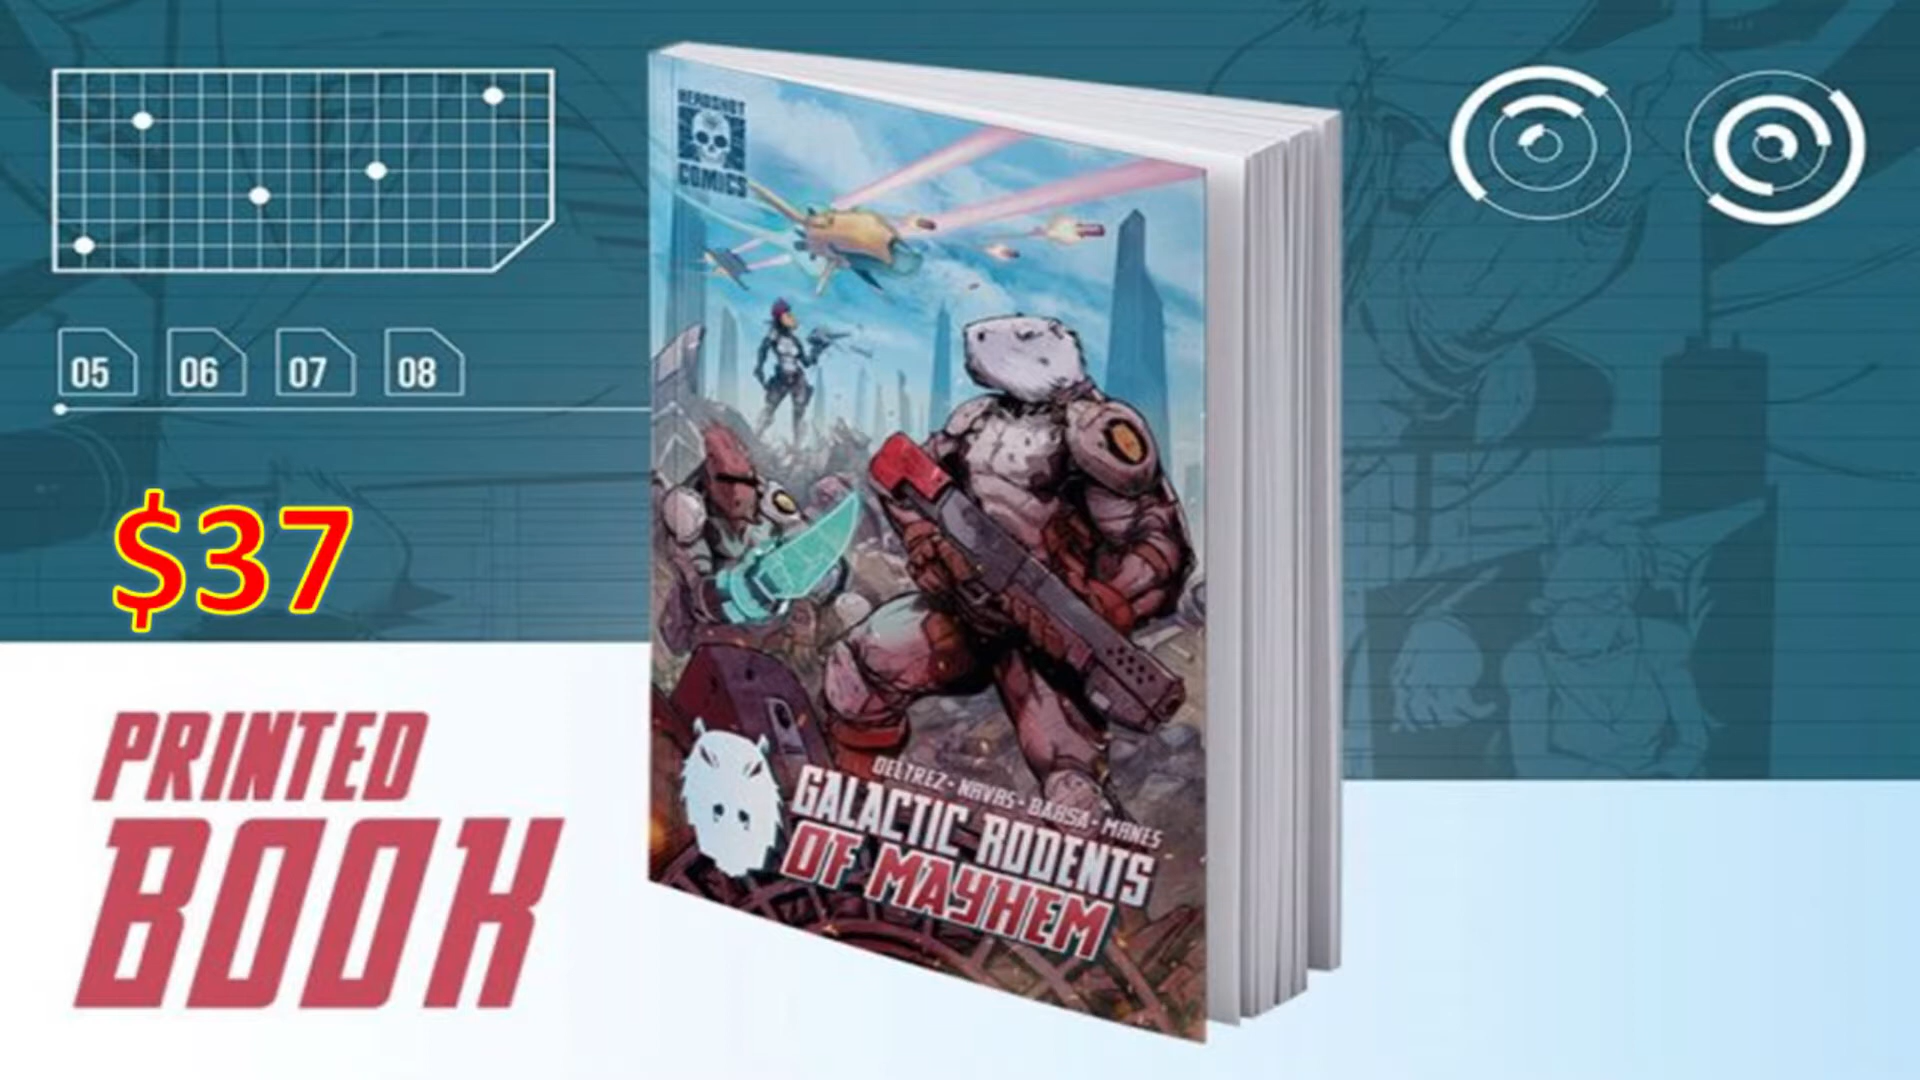 HEADSHOT
COMICS
05 06 07 08
$37
PRINTED
BOOK
DELTREZ • NAVAS • BARSA • MANES
GALACTIC RODENTS
OF MAYHEM